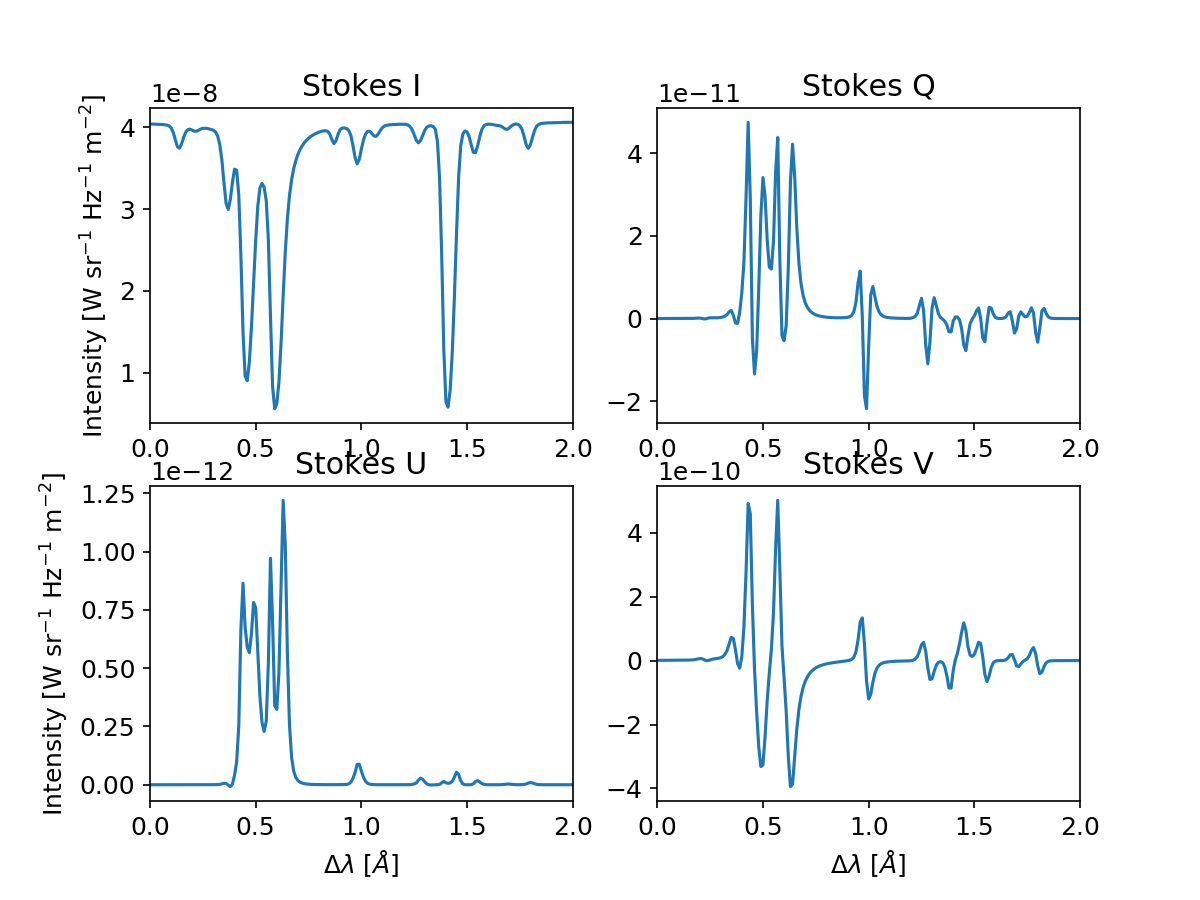 Stokes I
1e−8
Intensity [W sr⁻¹ Hz⁻¹ m⁻²]
4
3
2
1
0.0 0.5 1.0 1.5 2.0
Stokes Q
1e−11
4
2
0
−2
0.0 0.5 1.0 1.5 2.0
Stokes U
1e−12
Intensity [W sr⁻¹ Hz⁻¹ m⁻²]
1.25
1.00
0.75
0.50
0.25
0.00
0.0 0.5 1.0 1.5 2.0
Δλ [Å]
Stokes V
1e−10
4
2
0
−2
−4
0.0 0.5 1.0 1.5 2.0
Δλ [Å]